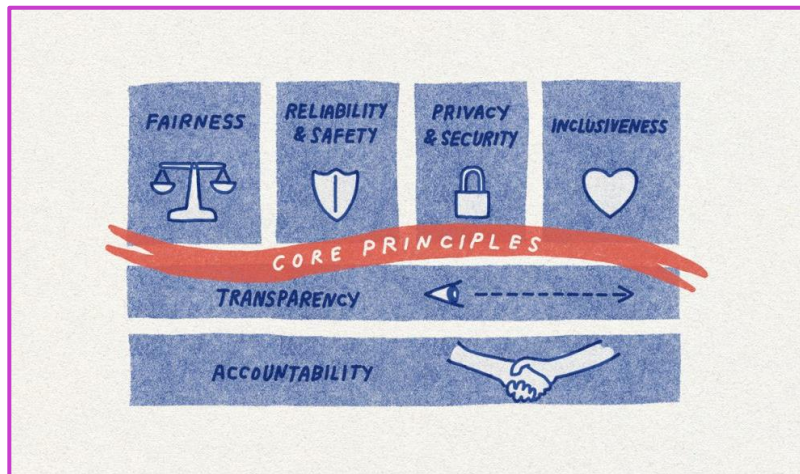 FAIRNESS
RELIABILITY
& SAFETY
PRIVACY
& SECURITY
INCLUSIVENESS
CORE PRINCIPLES
TRANSPARENCY
ACCOUNTABILITY